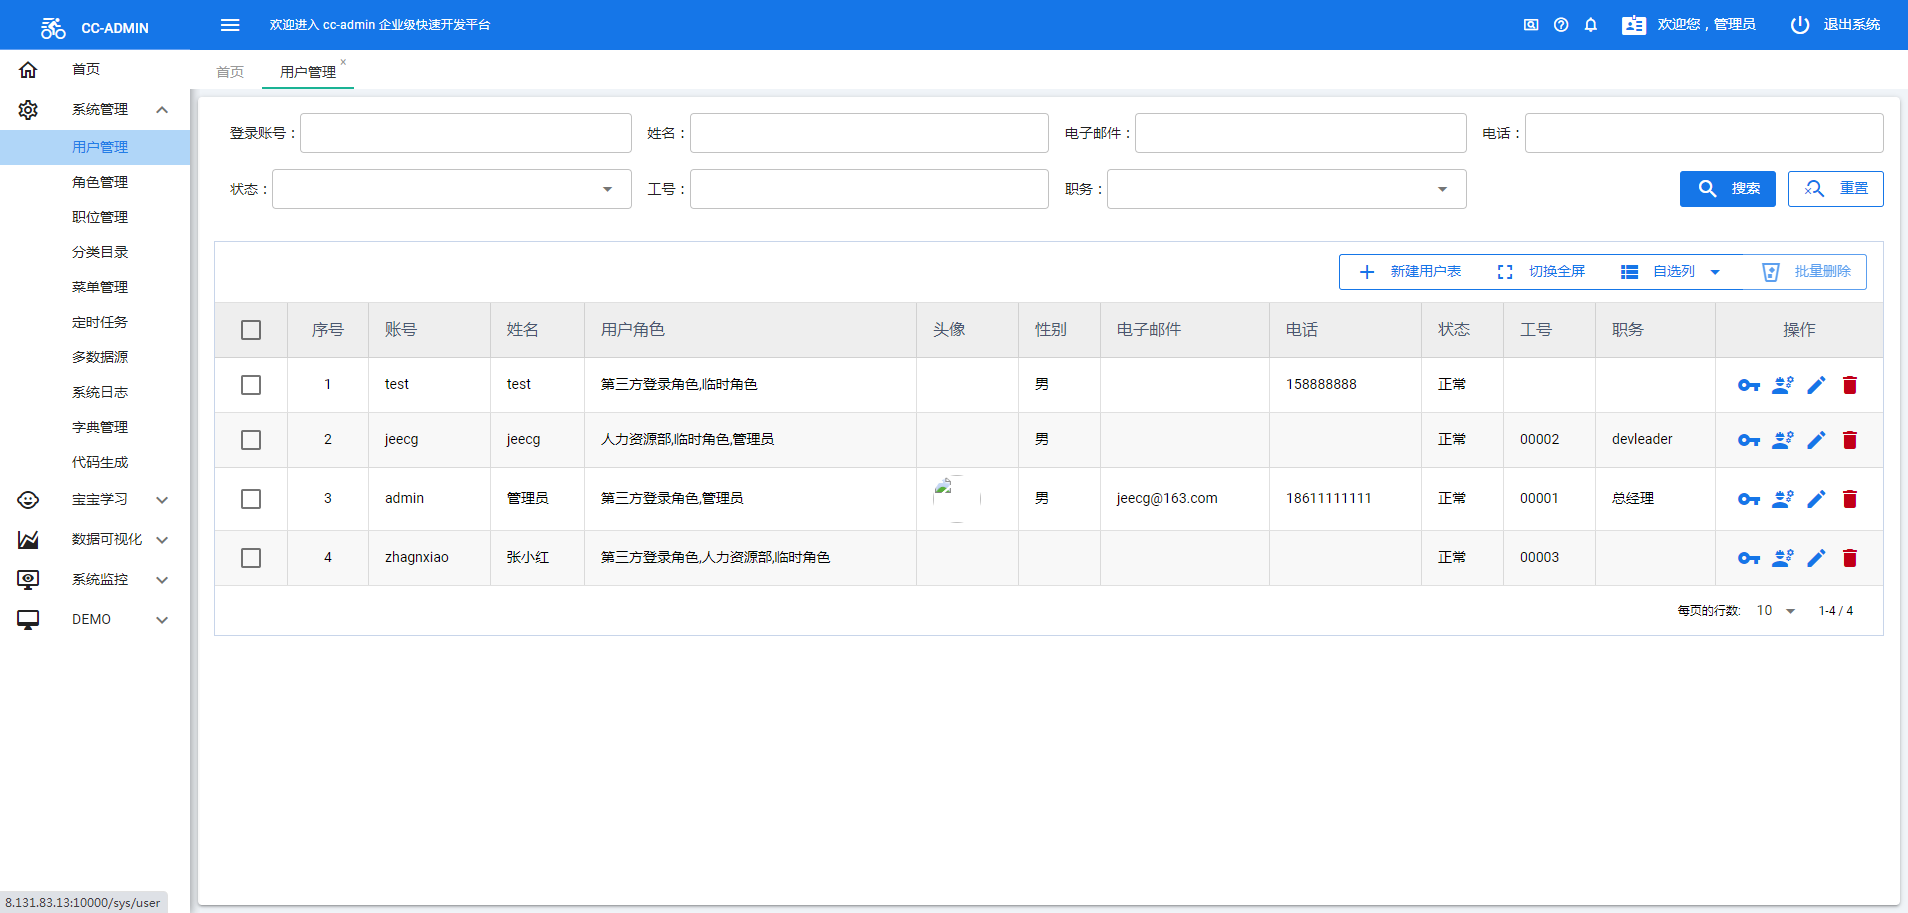 CC-ADMIN
欢迎进入 cc-admin 企业级快速开发平台
欢迎您，管理员
退出系统
首页
系统管理
用户管理
角色管理
职位管理
分类目录
菜单管理
定时任务
多数据源
系统日志
字典管理
代码生成
宝宝学习
数据可视化
系统监控
DEMO
首页 用户管理 ×
登录账号： 姓名： 电子邮件： 电话：
状态： 工号： 职务： 搜索 重置
新建用户表 切换全屏 自选列 批量删除
序号 账号 姓名 用户角色 头像 性别 电子邮件 电话 状态 工号 职务 操作
1 test test 第三方登录角色,临时角色 男 158888888 正常
2 jeecg jeecg 人力资源部,临时角色,管理员 男 正常 00002 devleader
3 admin 管理员 第三方登录角色,管理员 男 jeecg@163.com 18611111111 正常 00001 总经理
4 zhagnxiao 张小红 第三方登录角色,人力资源部,临时角色 正常 00003
每页的行数: 10 1-4 / 4
8.131.83.13:10000/sys/user